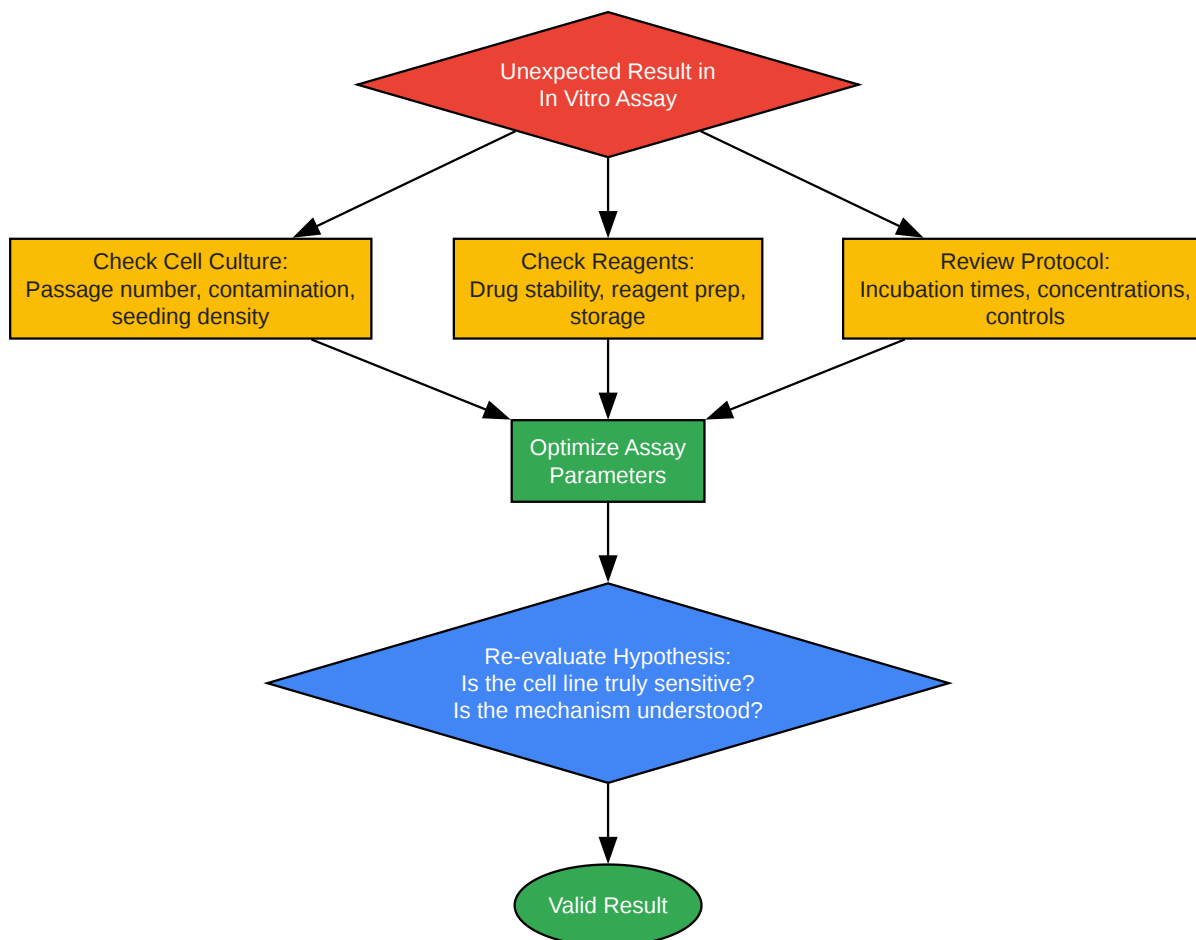 Unexpected Result in
In Vitro Assay
Check Cell Culture:
Passage number, contamination,
seeding density
Check Reagents:
Drug stability, reagent prep,
storage
Review Protocol:
Incubation times, concentrations,
controls
Optimize Assay
Parameters
Re-evaluate Hypothesis:
Is the cell line truly sensitive?
Is the mechanism understood?
Valid Result